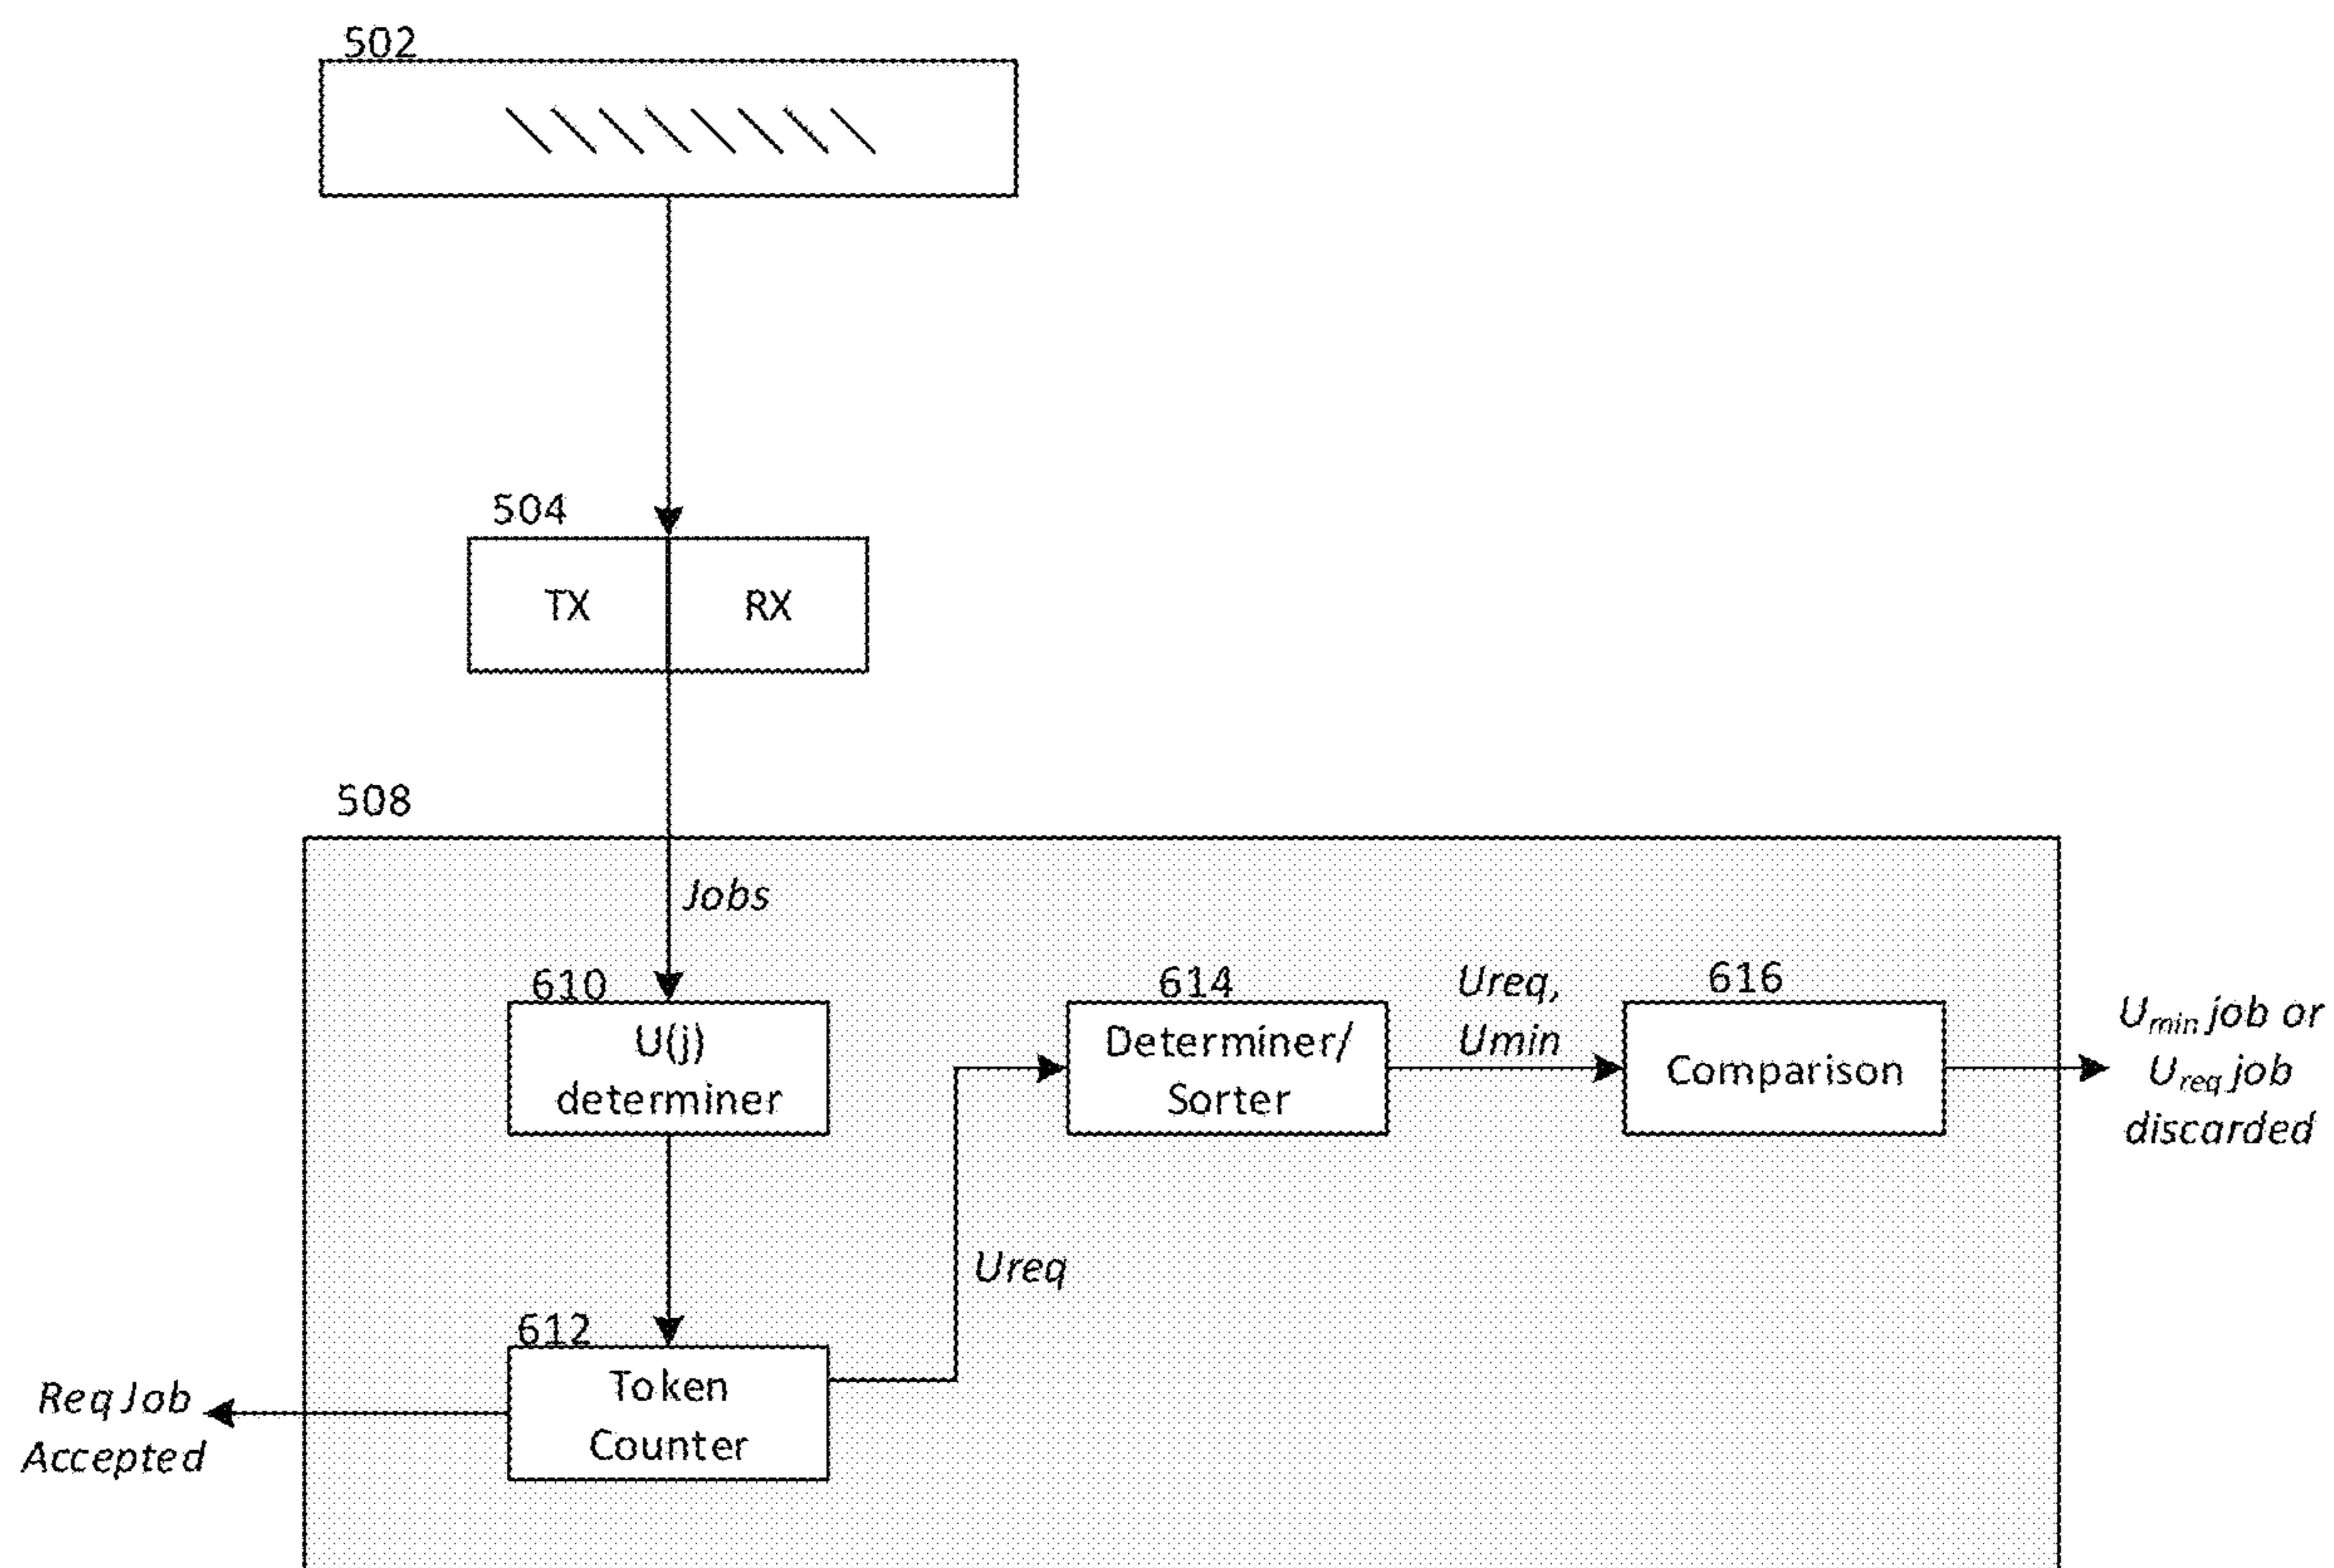 502
504
TX
RX
508
Jobs
610
U(j)
determiner
614
Determiner/
Sorter
Ureq,
Umin
616
Comparison
Umin job or
Ureq job
discarded
Ureq
612
Token
Counter
Req Job
Accepted